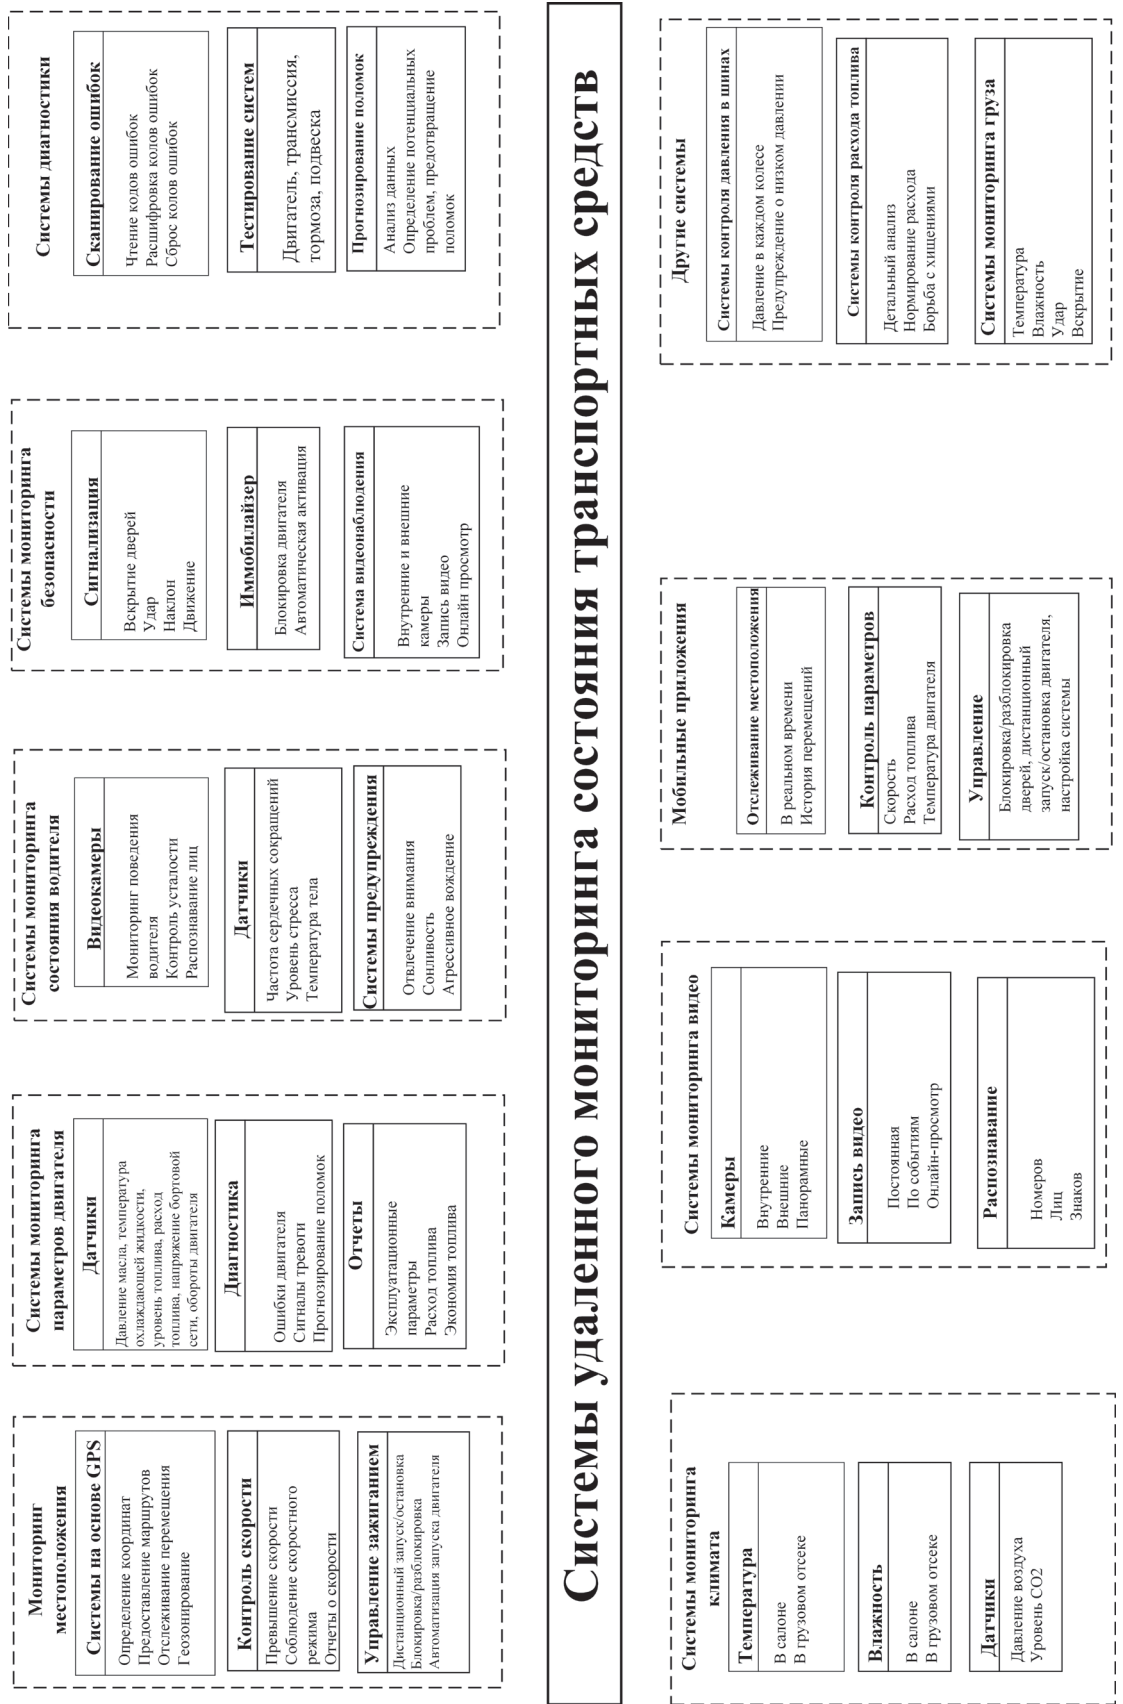 Мониторинг
местоположения
Системы на основе GPS
Определение координат
Предоставление маршрутов
Отслеживание перемещения
Геозонирование
Контроль скорости
Превышение скорости
Соблюдение скоростного
режима
Отчеты о скорости
Управление зажиганием
Дистанционный запуск/остановка
Блокировка/разблокировка
Автоматизация запуска двигателя
Системы мониторинга
параметров двигателя
Датчики
Давление масла, температура
охлаждающей жидкости,
уровень топлива, расход
топлива, напряжение бортовой
сети, обороты двигателя
Диагностика
Ошибки двигателя
Сигналы тревоги
Прогнозирование поломок
Отчеты
Эксплуатационные
параметры
Расход топлива
Экономия топлива
Системы мониторинга
состояния водителя
Видеокамеры
Мониторинг поведения
водителя
Контроль усталости
Распознавание лиц
Датчики
Частота сердечных сокращений
Уровень стресса
Температура тела
Системы предупреждения
Отвлечение внимания
Сонливость
Агрессивное вождение
Системы мониторинга
безопасности
Сигнализация
Вскрытие дверей
Удар
Наклон
Движение
Иммобилайзер
Блокировка двигателя
Автоматическая активация
Система видеонаблюдения
Внутренние и внешние
камеры
Запись видео
Онлайн просмотр
Системы диагностики
Сканирование ошибок
Чтение кодов ошибок
Расшифровка колов ошибок
Сброс колов ошибок
Тестирование систем
Двигатель, трансмиссия,
тормоза, подвеска
Прогнозирование поломок
Анализ данных
Определение потенциальных
проблем, предотвращение
поломок
Системы удаленного мониторинга состояния транспортных средств
Системы мониторинга
климата
Температура
В салоне
В грузовом отсеке
Влажность
В салоне
В грузовом отсеке
Датчики
Давление воздуха
Уровень CO2
Системы мониторинга видео
Камеры
Внутренние
Внешние
Панорамные
Запись видео
Постоянная
По событиям
Онлайн-просмотр
Распознавание
Номеров
Лиц
Знаков
Мобильные приложения
Отслеживание местоположения
В реальном времени
История перемещений
Контроль параметров
Скорость
Расход топлива
Температура двигателя
Управление
Блокировка/разблокировка
дверей, дистанционный
запуск/остановка двигателя,
настройка системы
Другие системы
Системы контроля давления в шинах
Давление в каждом колесе
Предупреждение о низком давлении
Системы контроля расхода топлива
Детальный анализ
Нормирование расхода
Борьба с хищениями
Системы мониторинга груза
Температура
Влажность
Удар
Вскрытие